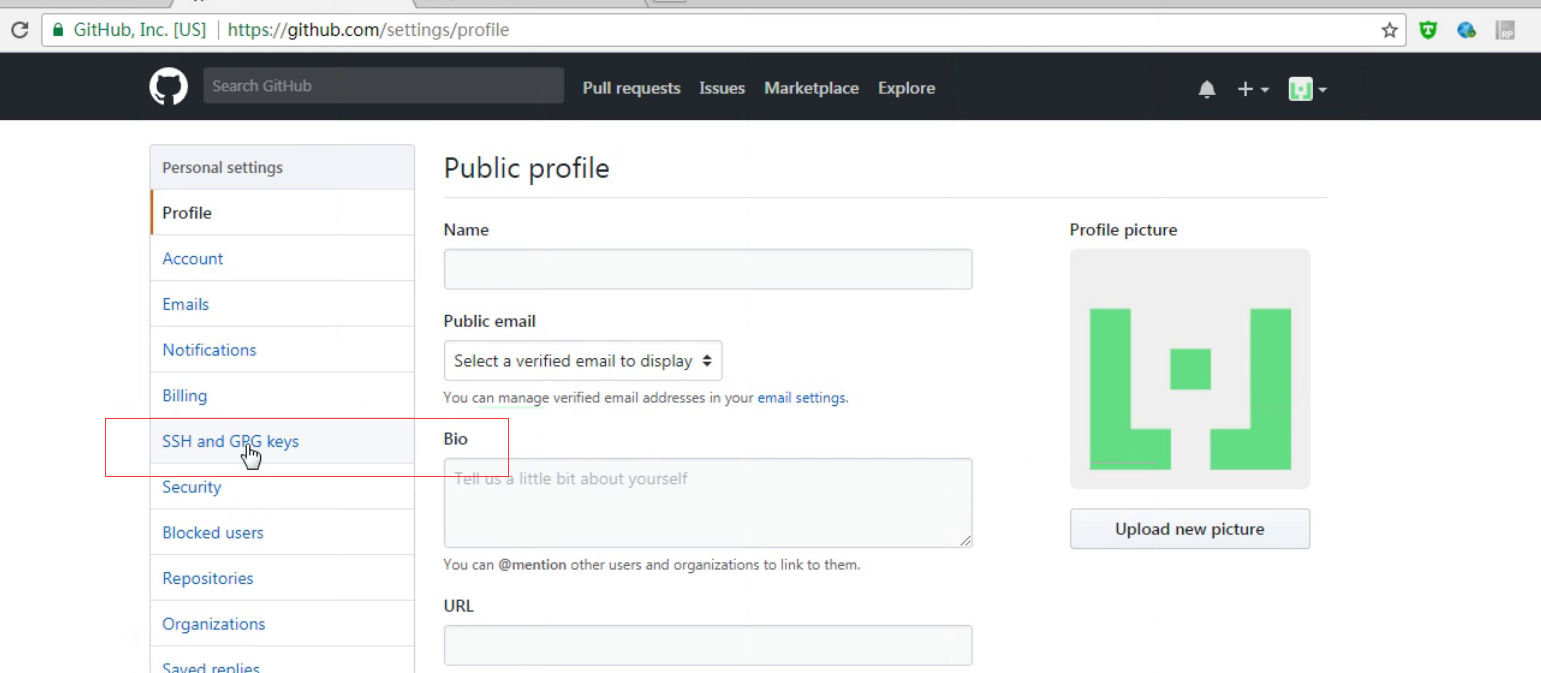 GitHub, Inc. [US] https://github.com/settings/profile
RP
Search GitHub
Pull requests Issues Marketplace Explore
Personal settings
Profile
Account
Emails
Notifications
Billing
SSH and GPG keys
Security
Blocked users
Repositories
Organizations
Saved replies
Public profile
Name
Public email
Select a verified email to display
You can manage verified email addresses in your email settings.
Bio
Tell us a little bit about yourself
You can @mention other users and organizations to link to them.
URL
Profile picture
Upload new picture